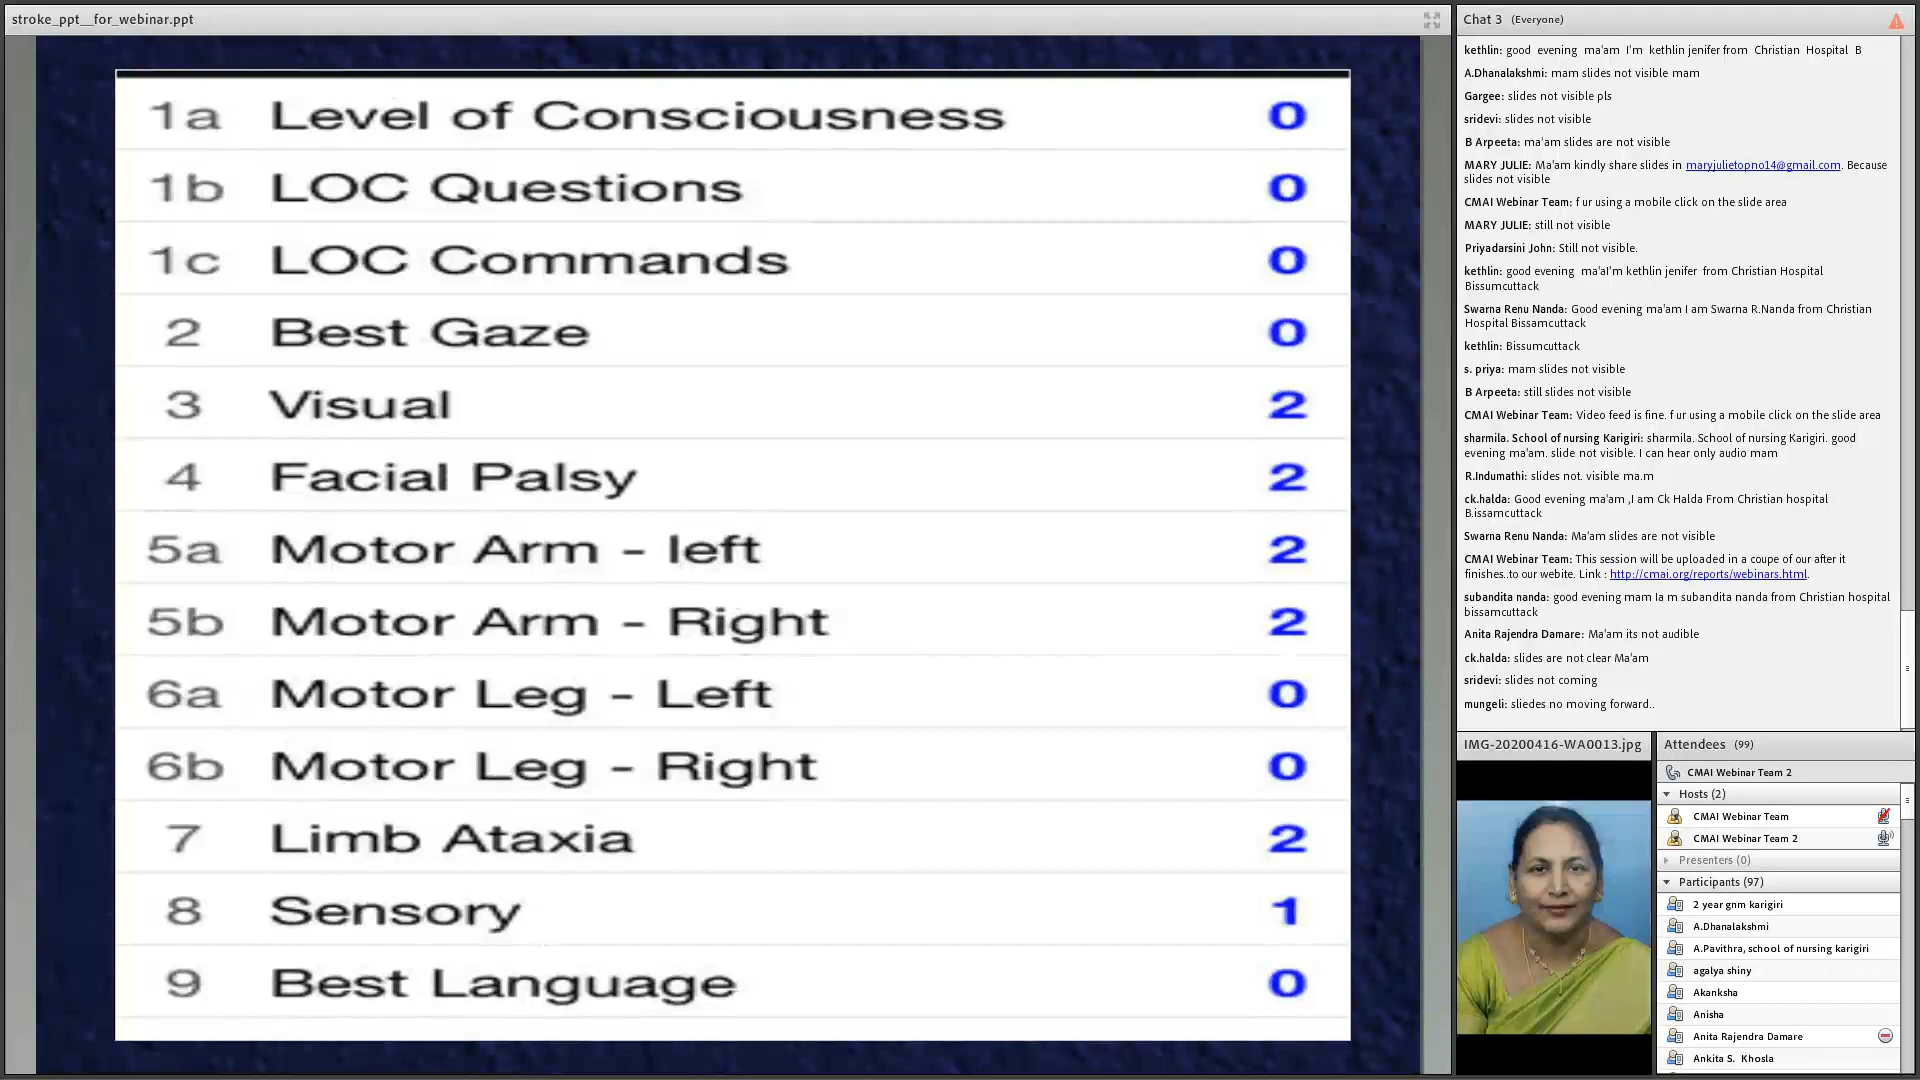 stroke_ppt__for_webinar.ppt
1a Level of Consciousness 0
1b LOC Questions 0
1c LOC Commands 0
2 Best Gaze 0
3 Visual 2
4 Facial Palsy 2
5a Motor Arm - left 2
5b Motor Arm - Right 2
6a Motor Leg - Left 0
6b Motor Leg - Right 0
7 Limb Ataxia 2
8 Sensory 1
9 Best Language 0
Chat 3 (Everyone)
kethlin: good evening ma'am I'm kethlin jenifer from Christian Hospital B
A.Dhanalakshmi: mam slides not visible mam
Gargee: slides not visible pls
sridevi: slides not visible
B Arpeeta: ma'am slides are not visible
MARY JULIE: Ma'am kindly share slides in maryjulietopno14@gmail.com. Because
slides not visible
CMAI Webinar Team: f ur using a mobile click on the slide area
MARY JULIE: still not visible
Priyadarsini John: Still not visible.
kethlin: good evening ma'aI'm kethlin jenifer from Christian Hospital
Bissumcuttack
Swarna Renu Nanda: Good evening ma'am I am Swarna R.Nanda from Christian
Hospital Bissamcuttack
kethlin: Bissumcuttack
s. priya: mam slides not visible
B Arpeeta: still slides not visible
CMAI Webinar Team: Video feed is fine. f ur using a mobile click on the slide area
sharmila. School of nursing Karigiri: sharmila. School of nursing Karigiri. good
evening ma'am. slide not visible. I can hear only audio mam
R.Indumathi: slides not. visible ma.m
ck.halda: Good evening ma'am ,I am Ck Halda From Christian hospital
B.issamcuttack
Swarna Renu Nanda: Ma'am slides are not visible
CMAI Webinar Team: This session will be uploaded in a coupe of our after it
finishes..to our webite. Link : http://cmai.org/reports/webinars.html.
subandita nanda: good evening mam Ia m subandita nanda from Christian hospital
bissamcuttack
Anita Rajendra Damare: Ma'am its not audible
ck.halda: slides are not clear Ma'am
sridevi: slides not coming
mungeli: sliedes no moving forward..
IMG-20200416-WA0013.jpg
Attendees (99)
CMAI Webinar Team 2
Hosts (2)
CMAI Webinar Team
CMAI Webinar Team 2
Presenters (0)
Participants (97)
2 year gnm karigiri
A.Dhanalakshmi
A.Pavithra, school of nursing karigiri
agalya shiny
Akanksha
Anisha
Anita Rajendra Damare
Ankita S. Khosla